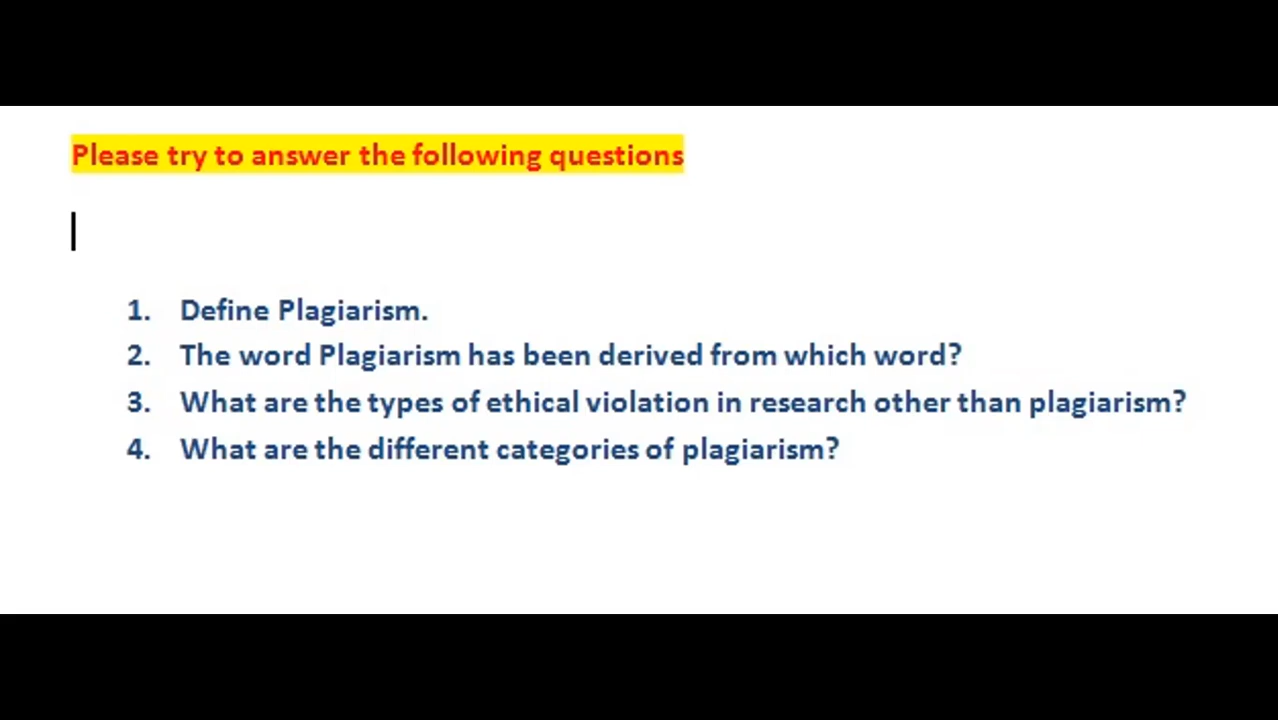 Please try to answer the following questions
1. Define Plagiarism.
2. The word Plagiarism has been derived from which word?
3. What are the types of ethical violation in research other than plagiarism?
4. What are the different categories of plagiarism?